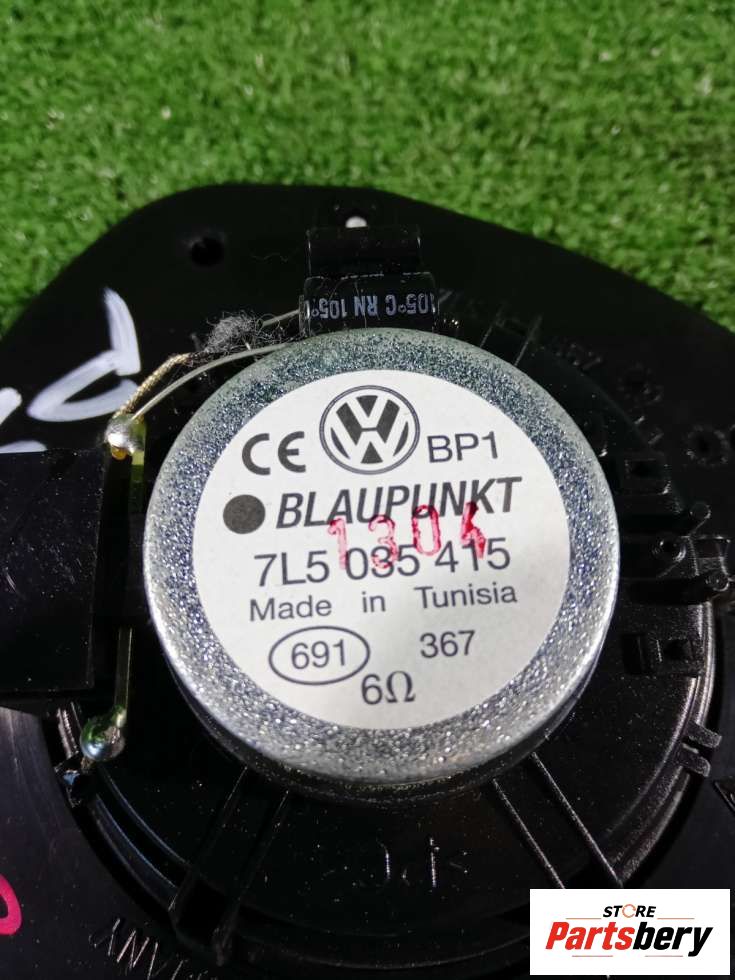 105°C RN 105°
CE BP1
BLAUPUNKT
1304
7L5 035 415
Made in Tunisia
691 367
6Ω
STORE
Partsbery